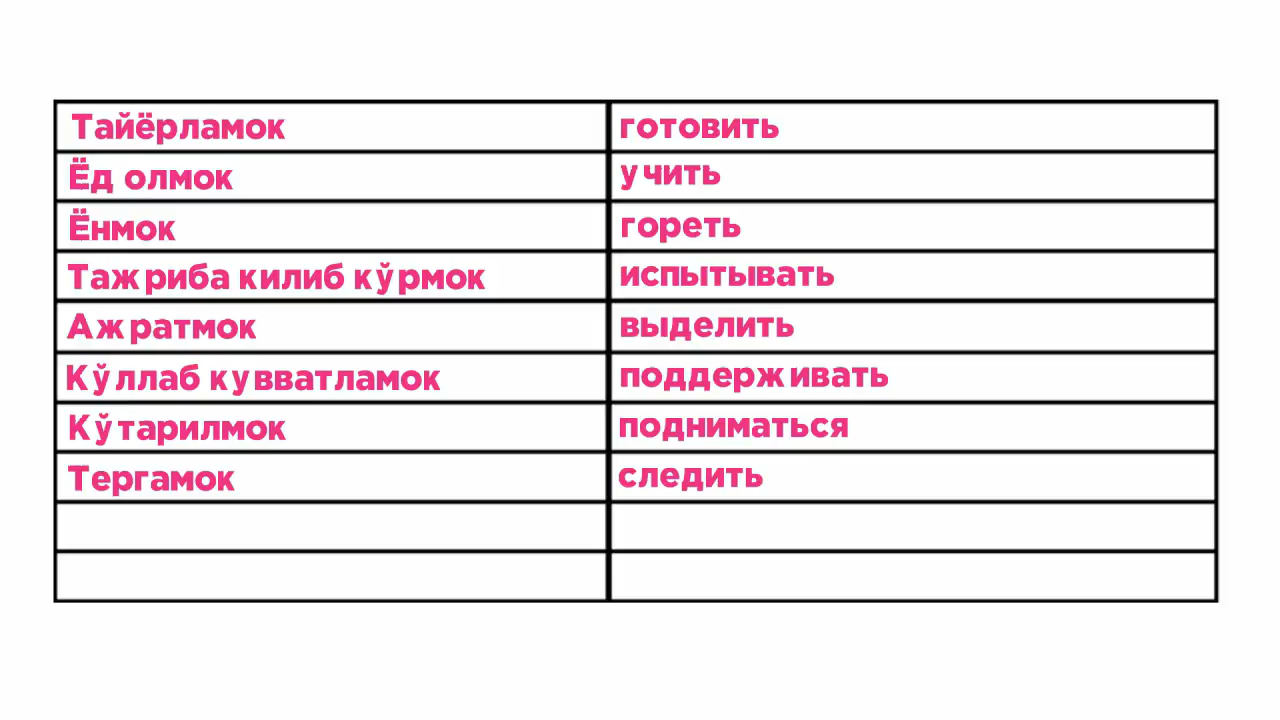 Тайёрламок готовить
Ёд олмок учить
Ёнмок гореть
Тажриба килиб кўрмок испытывать
Ажратмок выделить
Кўллаб кувватламок поддерживать
Кўтарилмок подниматься
Тергамок следить